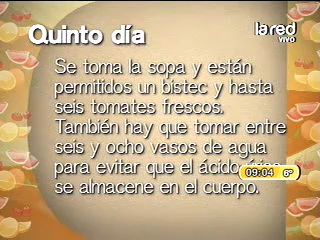 Quinto día
la red
vivo
Se toma la sopa y están
permitidos un bistec y hasta
seis tomates frescos.
También hay que tomar entre
seis y ocho vasos de agua
para evitar que el ácido
09:04 6º
se almacene en el cuerpo.